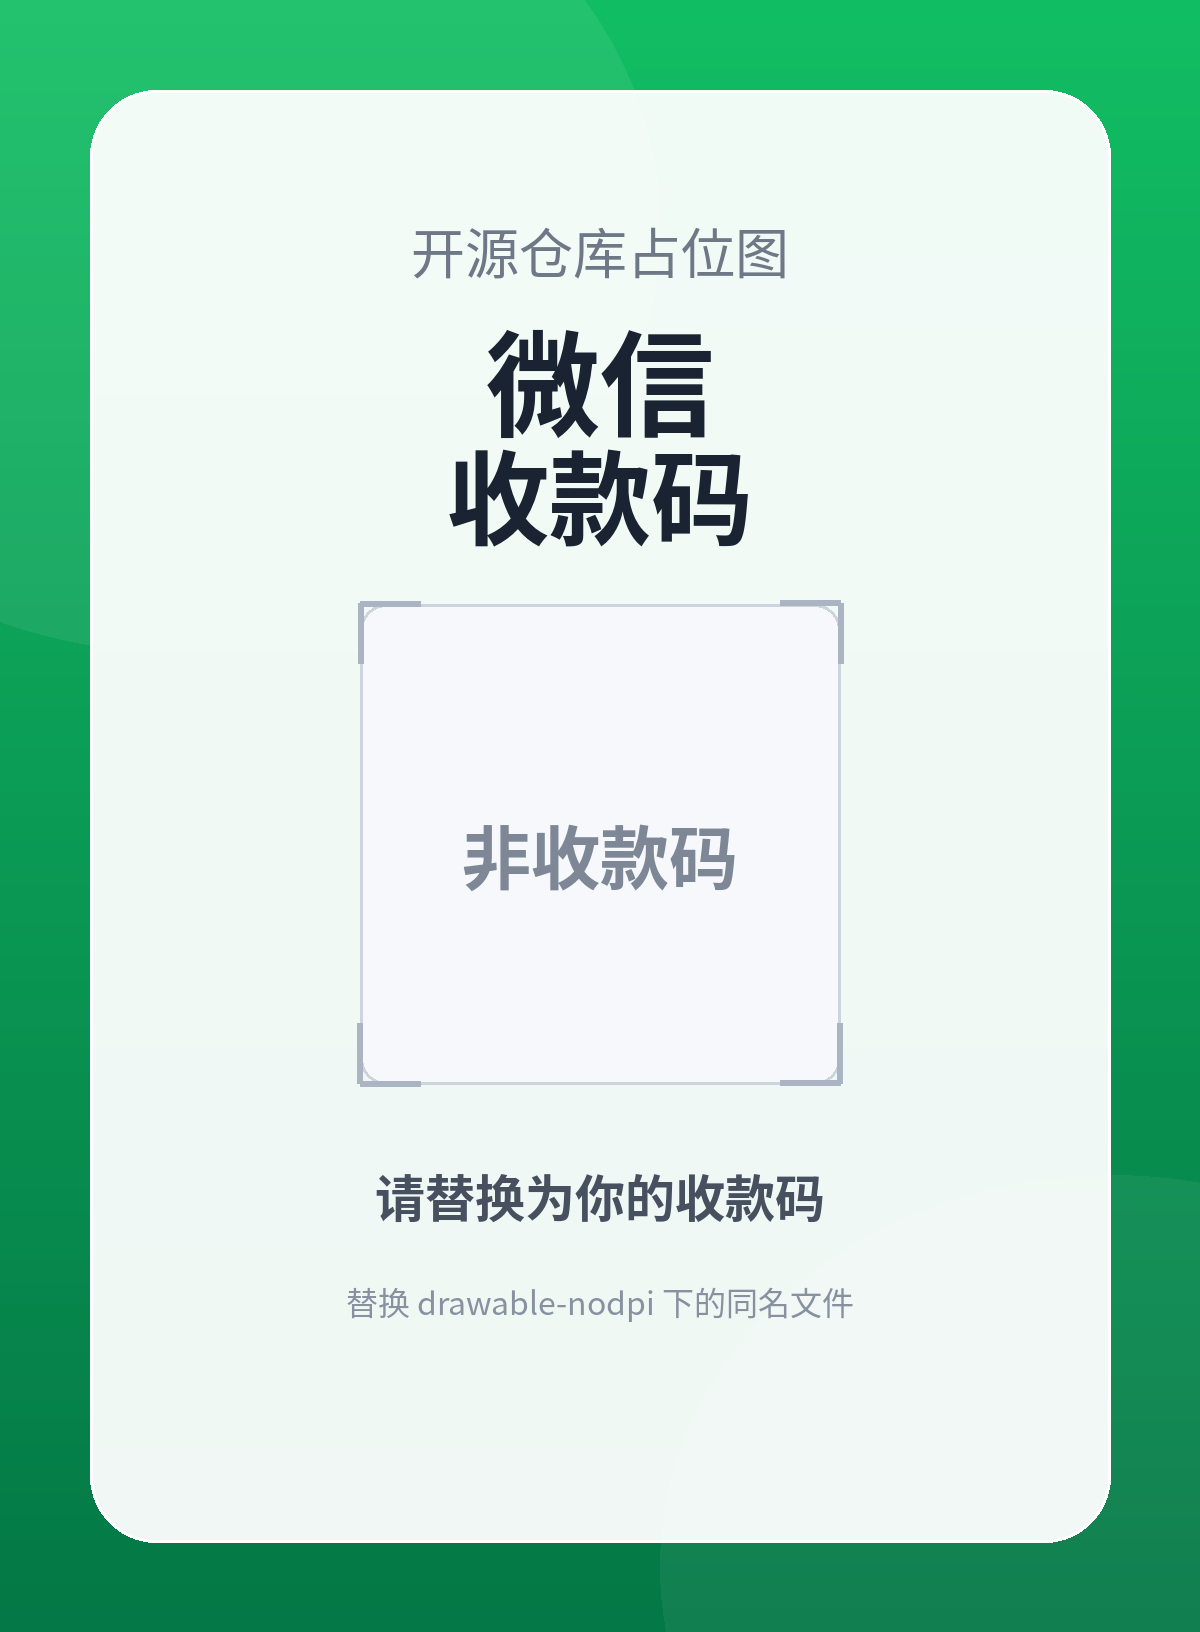 开源仓库占位图
微信
收款码
非收款码
请替换为你的收款码
替换 drawable-nodpi 下的同名文件